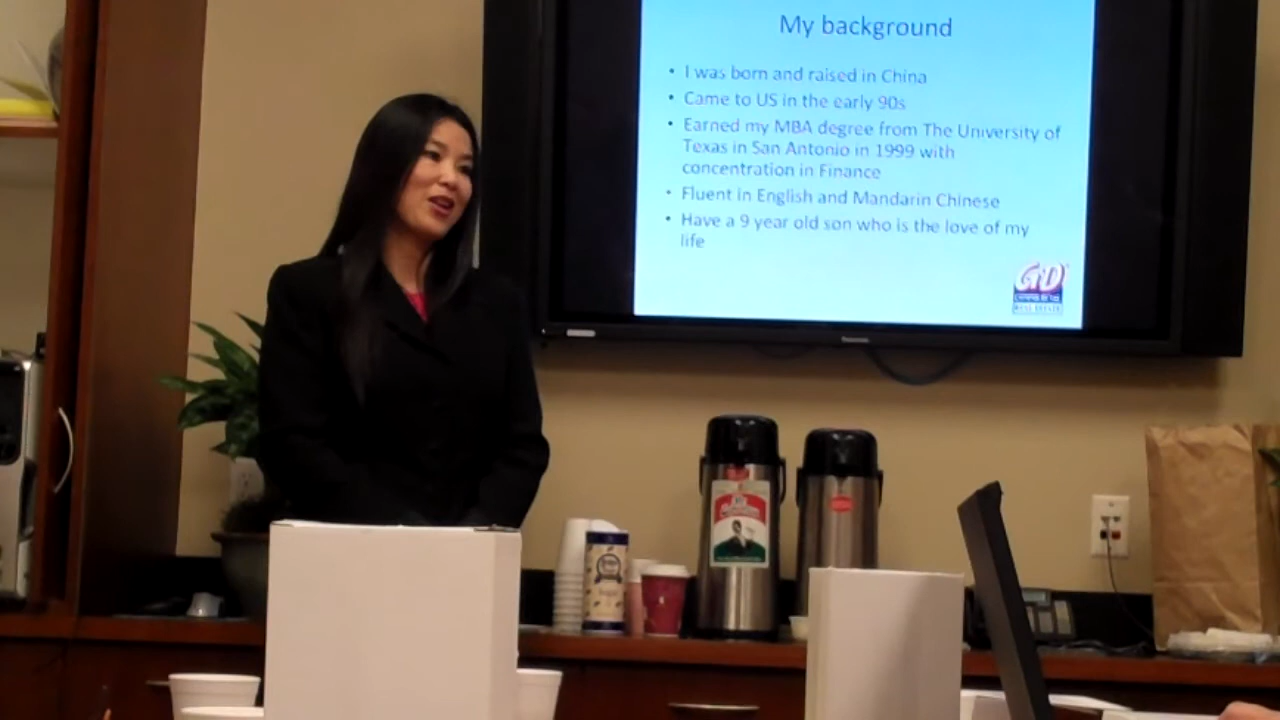 My background
• I was born and raised in China
• Came to US in the early 90s
• Earned my MBA degree from The University of
Texas in San Antonio in 1999 with
concentration in Finance
• Fluent in English and Mandarin Chinese
• Have a 9 year old son who is the love of my
life
REAL ESTATE